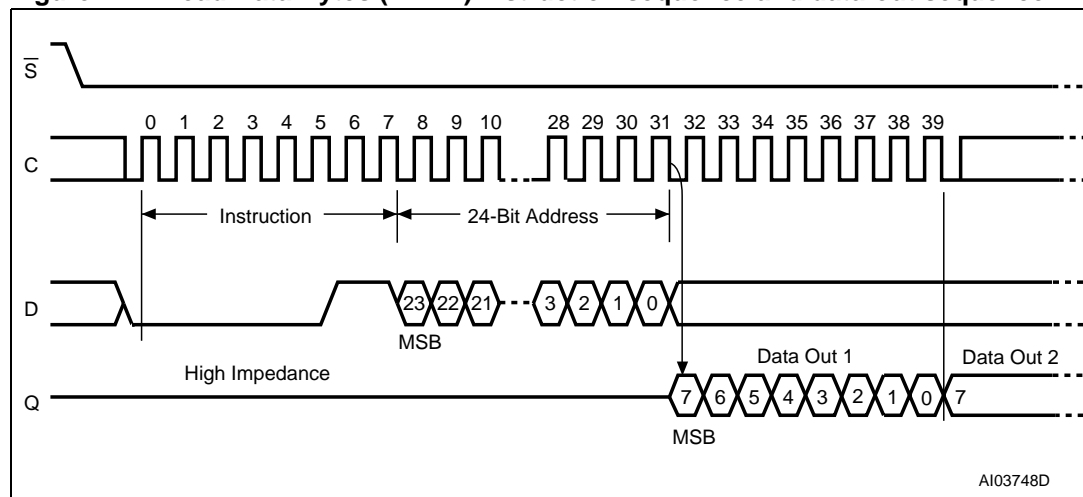 S
0 1 2 3 4 5 6 7 8 9 10 28 29 30 31 32 33 34 35 36 37 38 39
C
Instruction 24-Bit Address
D
23 22 21 3 2 1 0
MSB
Data Out 1 Data Out 2
High Impedance
Q
7 6 5 4 3 2 1 0 7
MSB
AI03748D